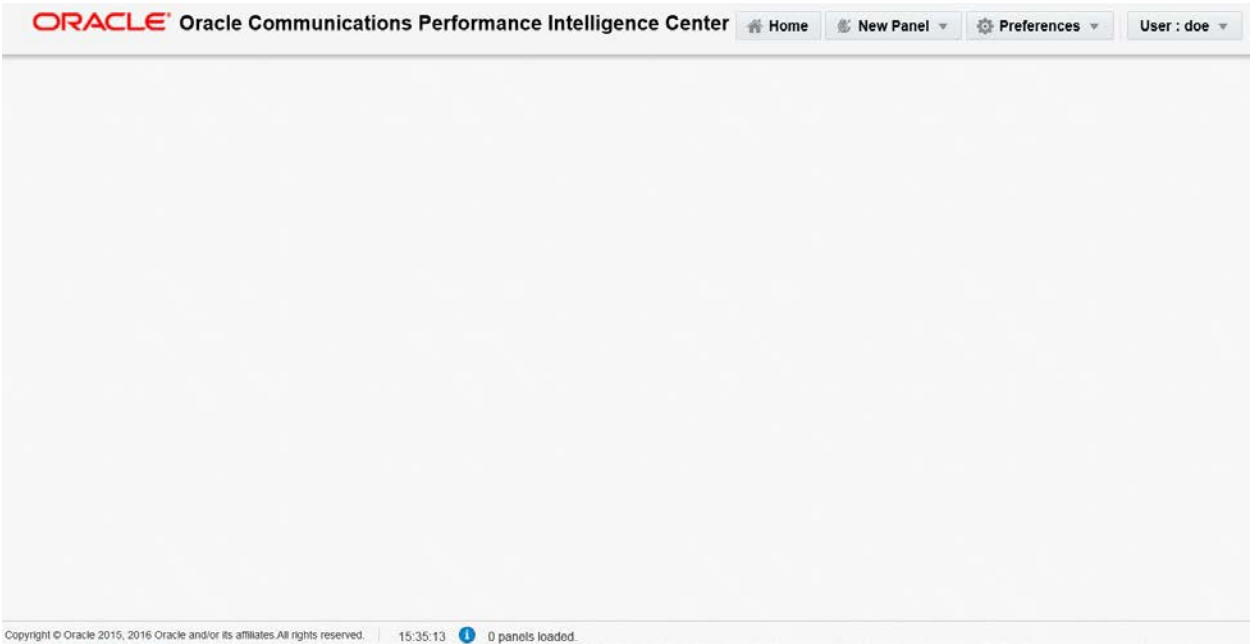 ORACLE Oracle Communications Performance Intelligence Center Home New Panel Preferences User : doe
Copyright © Oracle 2015, 2016 Oracle and/or its affiliates.All rights reserved. 15:35:13 0 panels loaded.